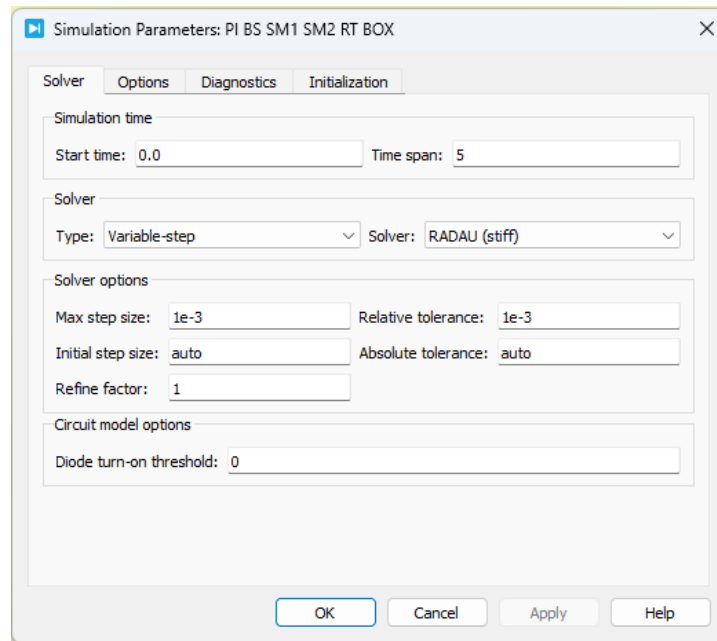 Simulation Parameters: PI BS SM1 SM2 RT BOX
Solver Options Diagnostics Initialization
Simulation time
Start time: 0.0 Time span: 5
Solver
Type: Variable-step Solver: RADAU (stiff)
Solver options
Max step size: 1e-3 Relative tolerance: 1e-3
Initial step size: auto Absolute tolerance: auto
Refine factor: 1
Circuit model options
Diode turn-on threshold: 0
OK Cancel Apply Help